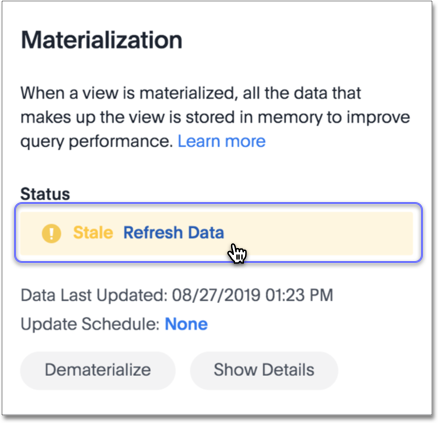 Materialization
When a view is materialized, all the data that
makes up the view is stored in memory to improve
query performance. Learn more
Status
Stale Refresh Data
Data Last Updated: 08/27/2019 01:23 PM
Update Schedule: None
Dematerialize Show Details